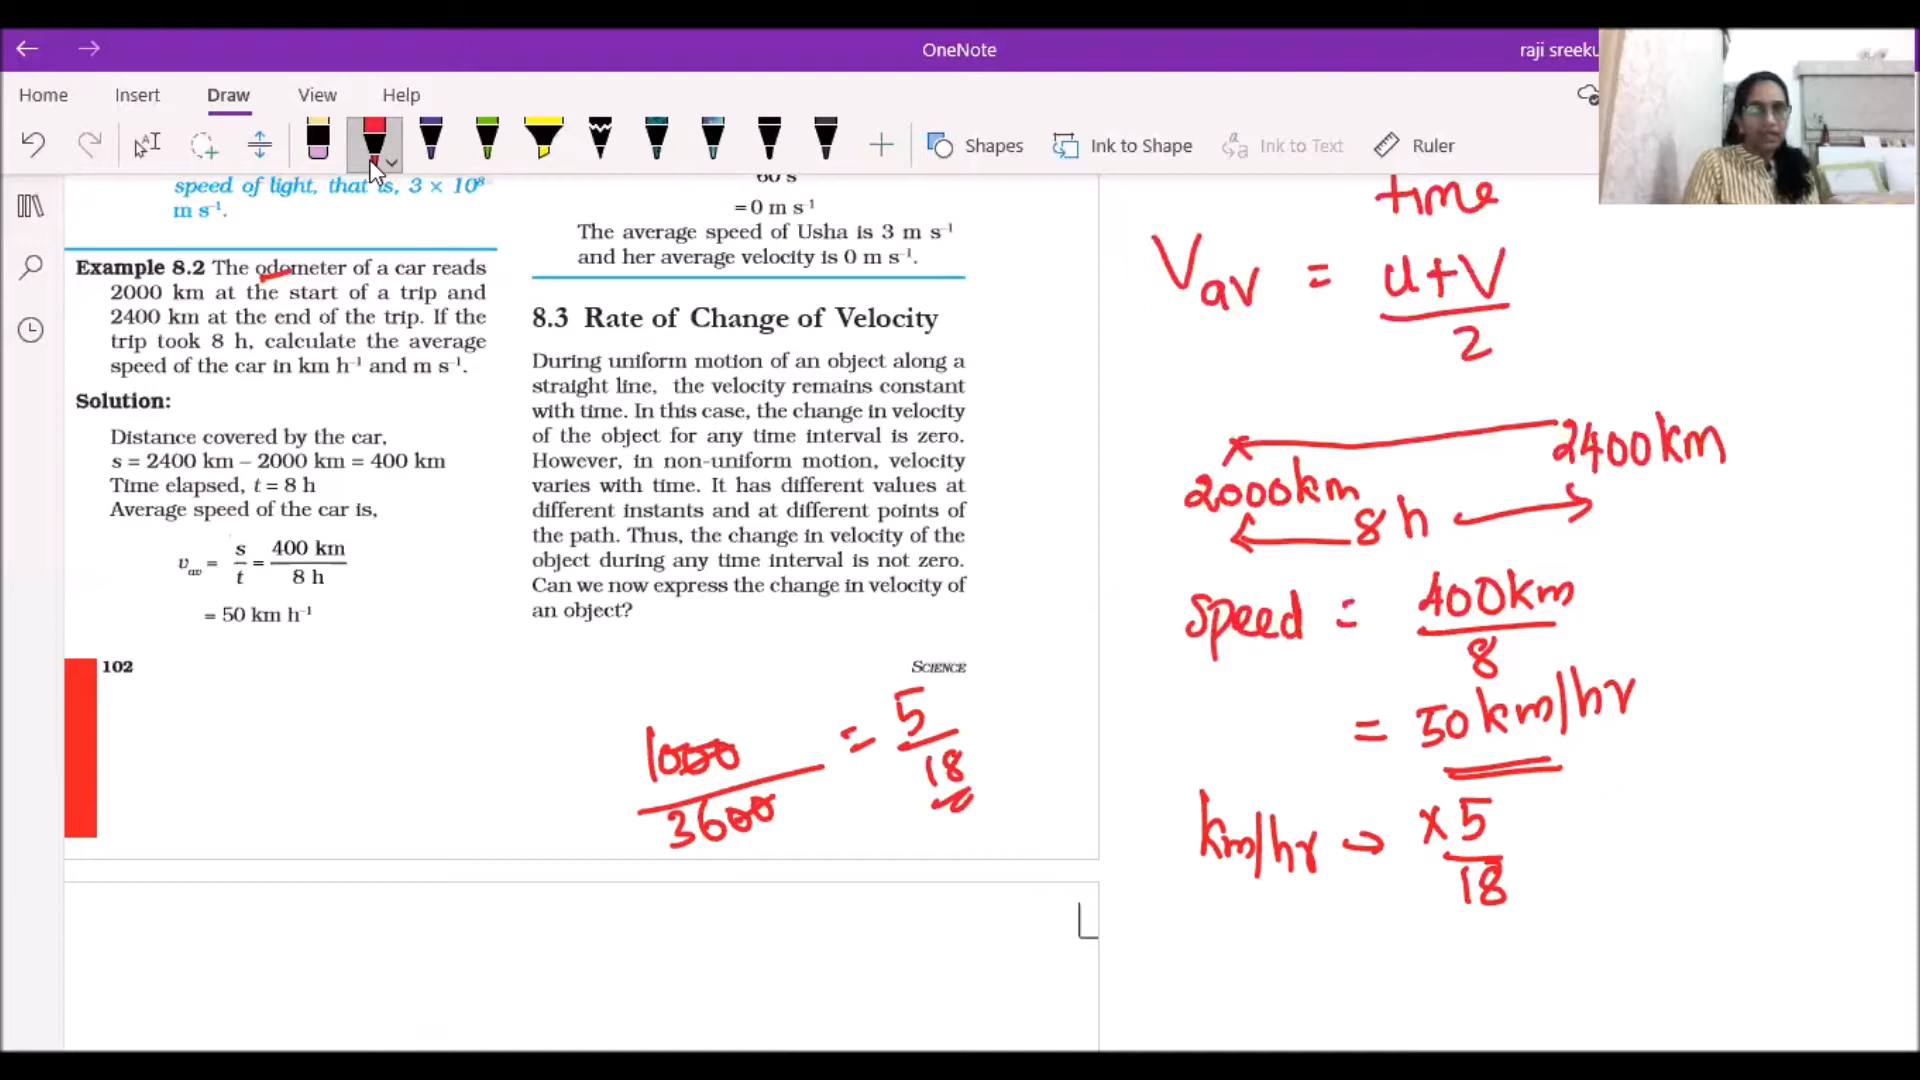 OneNote
raji sreeku
Home Insert Draw View Help
Shapes Ink to Shape Ink to Text Ruler
speed of light, that is, 3 × 10⁸
m s⁻¹.
Example 8.2 The odometer of a car reads
2000 km at the start of a trip and
2400 km at the end of the trip. If the
trip took 8 h, calculate the average
speed of the car in km h⁻¹ and m s⁻¹.
Solution:
Distance covered by the car,
s = 2400 km – 2000 km = 400 km
Time elapsed, t = 8 h
Average speed of the car is,
v_av = s/t = 400 km / 8 h
= 50 km h⁻¹
102
60 s
= 0 m s⁻¹
The average speed of Usha is 3 m s⁻¹
and her average velocity is 0 m s⁻¹.
8.3 Rate of Change of Velocity
During uniform motion of an object along a
straight line, the velocity remains constant
with time. In this case, the change in velocity
of the object for any time interval is zero.
However, in non-uniform motion, velocity
varies with time. It has different values at
different instants and at different points of
the path. Thus, the change in velocity of the
object during any time interval is not zero.
Can we now express the change in velocity of
an object?
SCIENCE
1000/3600 = 5/18
time
Vav = u+v/2
2400km
2000km
8 h
speed = 400km/8
= 50km/hr
km/hr → × 5/18